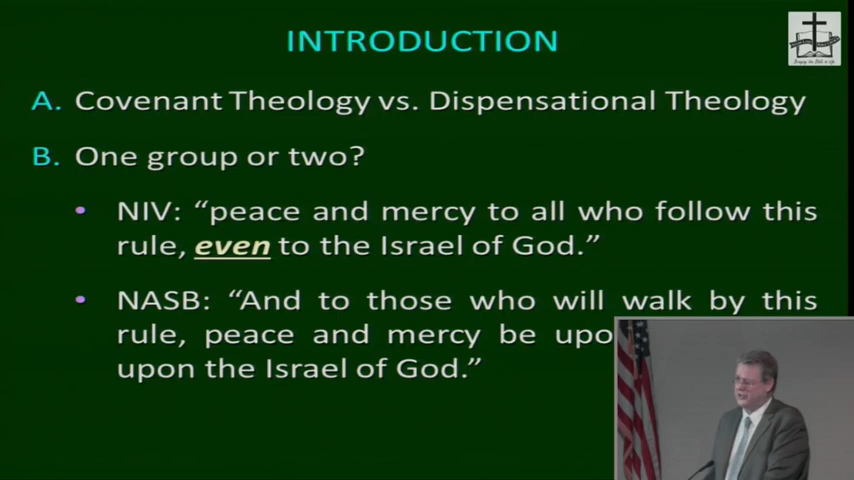 INTRODUCTION
A. Covenant Theology vs. Dispensational Theology
B. One group or two?
• NIV: “peace and mercy to all who follow this
rule, even to the Israel of God.”
• NASB: “And to those who will walk by this
rule, peace and mercy be
upon the Israel of God.”